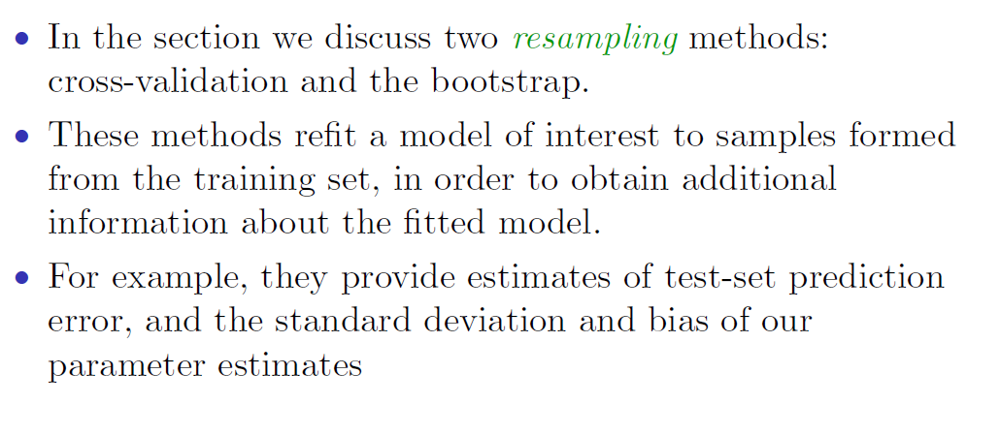 • In the section we discuss two resampling methods:
cross-validation and the bootstrap.
• These methods refit a model of interest to samples formed
from the training set, in order to obtain additional
information about the fitted model.
• For example, they provide estimates of test-set prediction
error, and the standard deviation and bias of our
parameter estimates